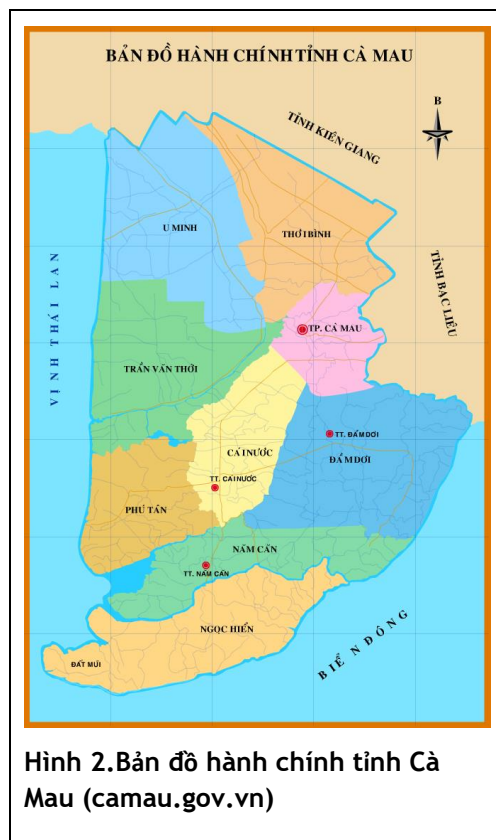 BẢN ĐỒ HÀNH CHÍNH TỈNH CÀ MAU
B
TỈNH KIÊN GIANG
U MINH
THỚI BÌNH
VỊNH THÁI LAN
TỈNH BẠC LIÊU
TP. CÀ MAU
TRẦN VĂN THỜI
TT. ĐẦM DƠI
CÁI NƯỚC
ĐẦM DƠI
TT. CÁI NƯỚC
PHÚ TÂN
NĂM CĂN
TT. NĂM CĂN
NGỌC HIỂN
BIỂN ĐÔNG
ĐẤT MŨI
Hình 2.Bản đồ hành chính tỉnh Cà
Mau (camau.gov.vn)